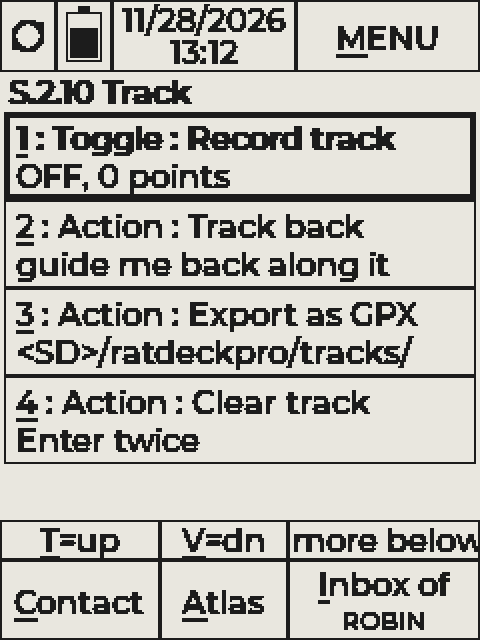 11/28/2026
13:12
MENU
S.2.10 Track
1 : Toggle : Record track
OFF, 0 points
2 : Action : Track back
guide me back along it
3 : Action : Export as GPX
<SD>/ratdeckpro/tracks/
4 : Action : Clear track
Enter twice
T=up
V=dn
more below
Contact
Atlas
Inbox of
ROBIN